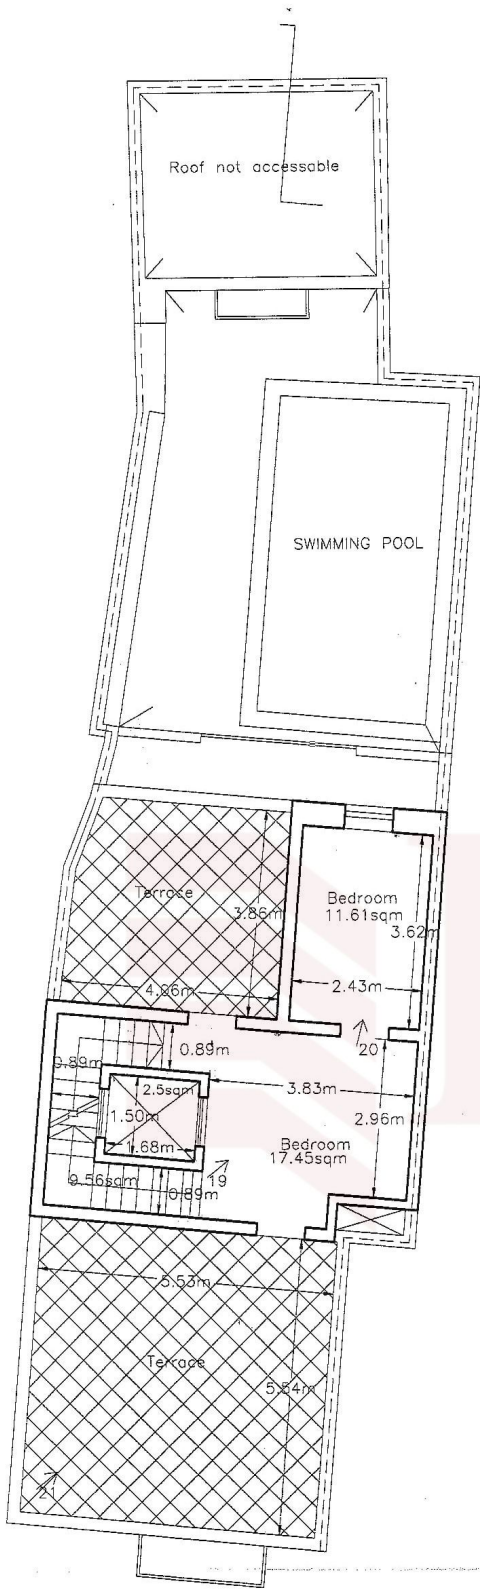 Roof not accessable
SWIMMING POOL
Terrace
3.86m
4.06m
Bedroom
11.61sqm
3.62m
2.43m
20
0.89m
0.89m
3.83m
2.96m
2.5sqm
1.50m
1.68m
Bedroom
17.45sqm
19
9.56sqm
0.89m
5.53m
Terrace
5.54m
21